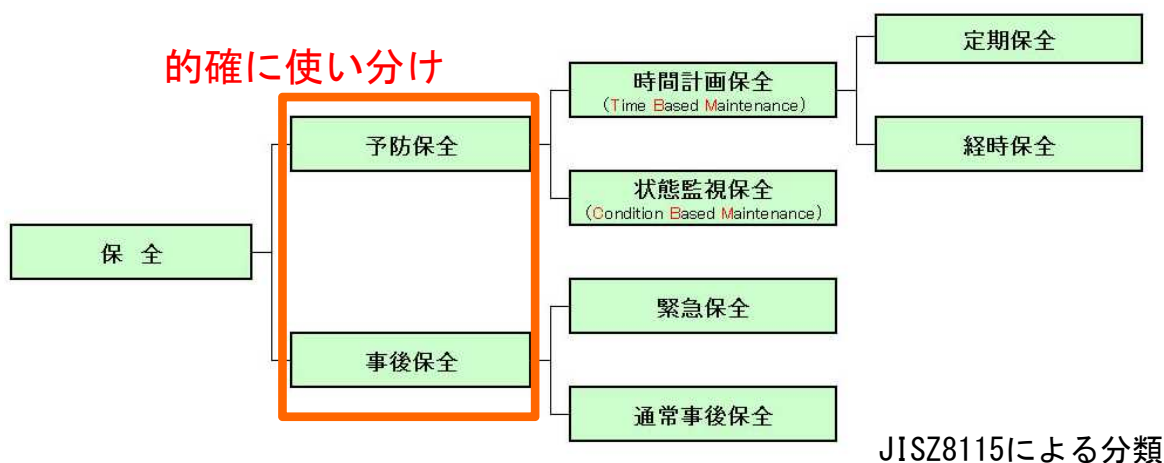 的確に使い分け
定期保全
時間計画保全
(Time Based Maintenance)
予防保全
経時保全
状態監視保全
(Condition Based Maintenance)
保 全
緊急保全
事後保全
通常事後保全
JISZ8115による分類